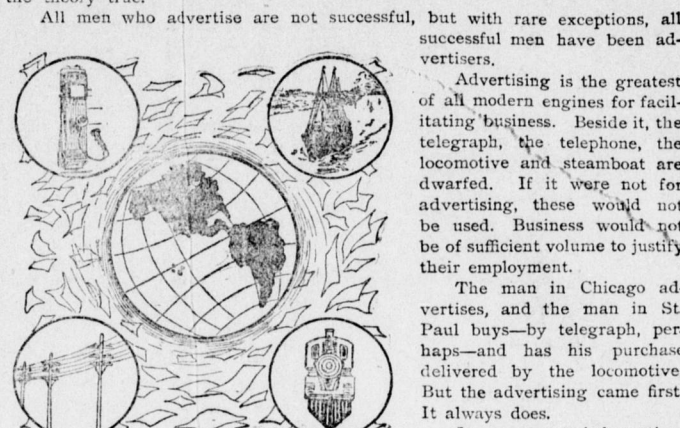 the theory true.
All men who advertise are not successful, but with rare exceptions, all
successful men have been ad-
vertisers.
Advertising is the greatest
of all modern engines for facil-
itating business. Beside it, the
telegraph, the telephone, the
locomotive and steamboat are
dwarfed. If it were not for
advertising, these would not
be used. Business would not
be of sufficient volume to justify
their employment.
The man in Chicago ad
vertises, and the man in St.
Paul buys—by telegraph, per
haps—and has his purchase
delivered by the locomotive
But the advertising came first
It always does.